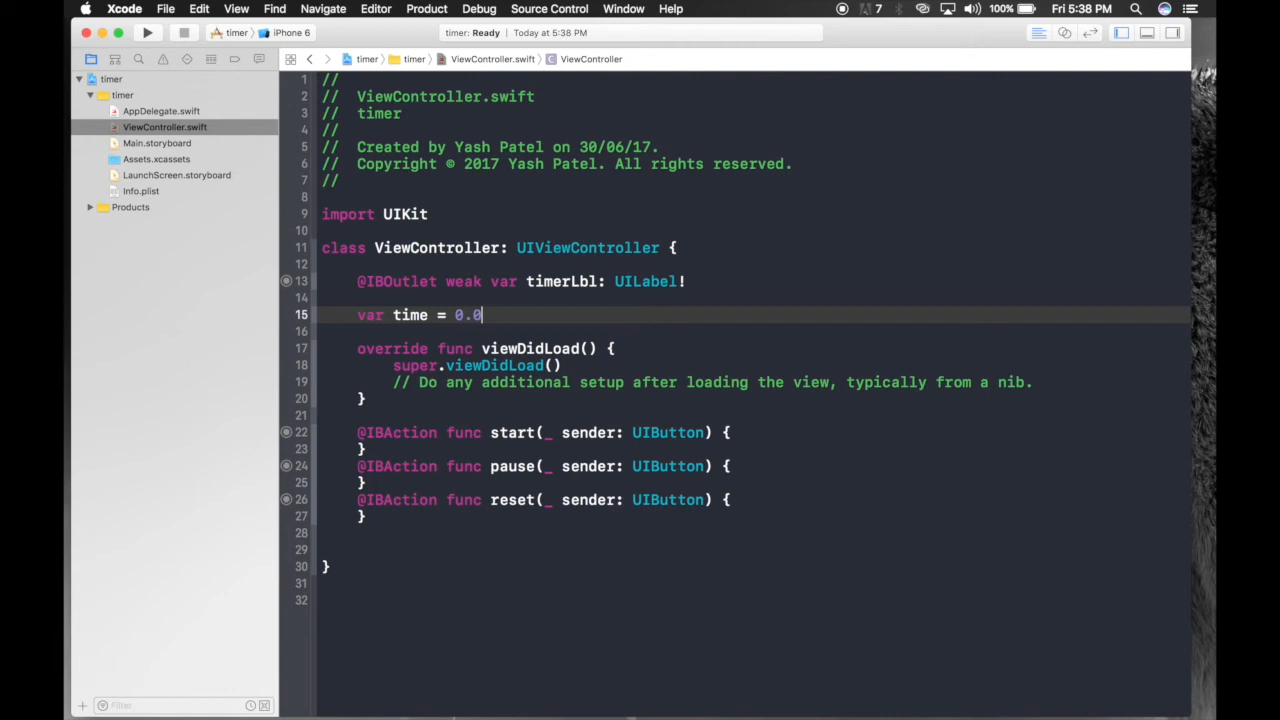 Xcode File Edit View Find Navigate Editor Product Debug Source Control Window Help 7 100% Fri 5:38 PM
timer iPhone 6 timer: Ready | Today at 5:38 PM
timer timer ViewController.swift ViewController
timer
timer
AppDelegate.swift
ViewController.swift
Main.storyboard
Assets.xcassets
LaunchScreen.storyboard
Info.plist
Products
Filter
1 //
2 // ViewController.swift
3 // timer
4 //
5 // Created by Yash Patel on 30/06/17.
6 // Copyright © 2017 Yash Patel. All rights reserved.
7 //
8
9 import UIKit
10
11 class ViewController: UIViewController {
12
13 @IBOutlet weak var timerLbl: UILabel!
14
15 var time = 0.0
16
17 override func viewDidLoad() {
18 super.viewDidLoad()
19 // Do any additional setup after loading the view, typically from a nib.
20 }
21
22 @IBAction func start(_ sender: UIButton) {
23 }
24 @IBAction func pause(_ sender: UIButton) {
25 }
26 @IBAction func reset(_ sender: UIButton) {
27 }
28
29
30 }
31
32